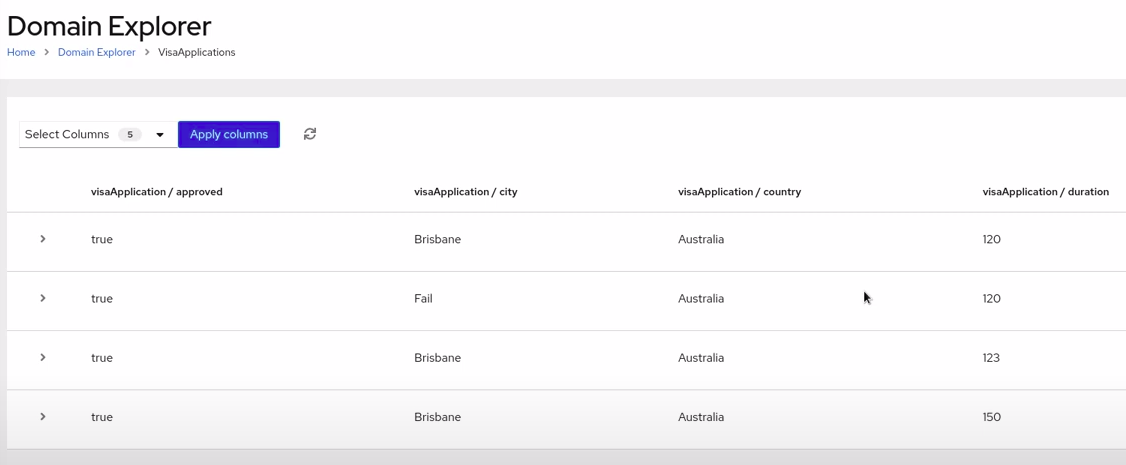 Domain Explorer
Home > Domain Explorer > VisaApplications
Select Columns 5 Apply columns
visaApplication / approved visaApplication / city visaApplication / country visaApplication / duration
true Brisbane Australia 120
true Fail Australia 120
true Brisbane Australia 123
true Brisbane Australia 150